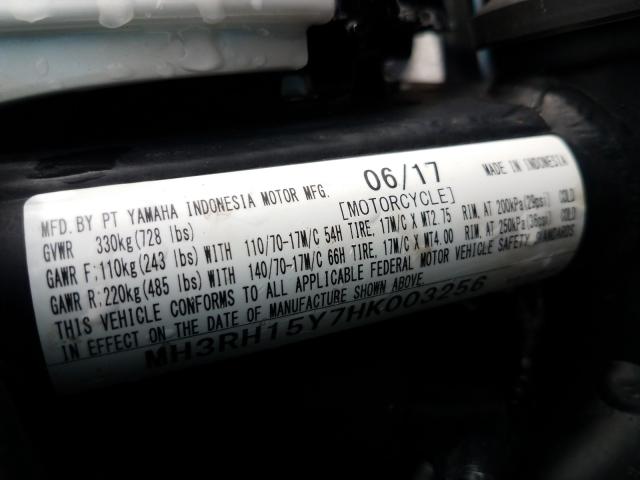 MFD. BY PT YAMAHA INDONESIA MOTOR MFG. 06/17 MADE IN INDONESIA
GVWR 330kg(728 lbs) [MOTORCYCLE]
GAWR F:110kg(243 lbs) WITH 110/70-17M/C 54H TIRE, 17M/C X MT2.75 RIM, AT 200kPa(29psi) COLD
GAWR R:220kg(485 lbs) WITH 140/70-17M/C 66H TIRE, 17M/C X MT4.00 RIM, AT 250kPa(36psi) COLD
THIS VEHICLE CONFORMS TO ALL APPLICABLE FEDERAL MOTOR VEHICLE SAFETY STANDARDS
IN EFFECT ON THE DATE OF MANUFACTURE SHOWN ABOVE.
MH3RH15Y7HK003256